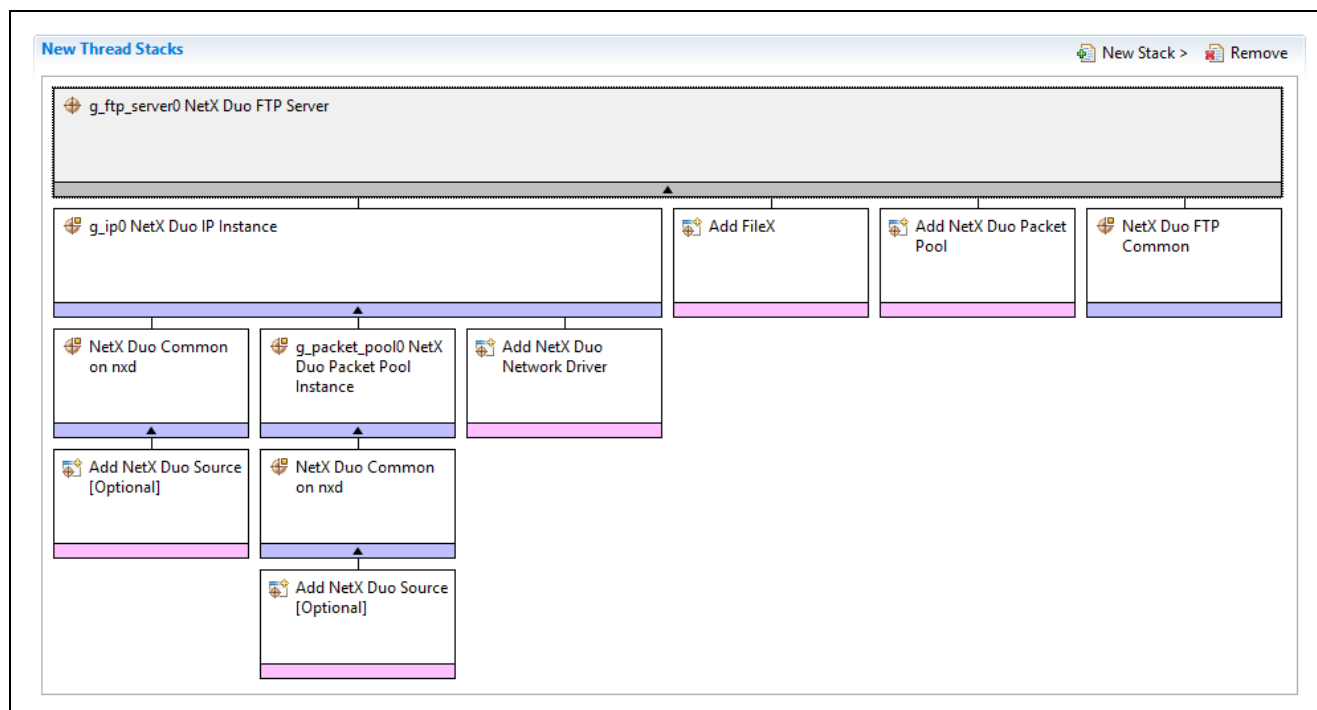 New Thread Stacks
New Stack > Remove
g_ftp_server0 NetX Duo FTP Server
g_ip0 NetX Duo IP Instance
Add FileX
Add NetX Duo Packet
Pool
NetX Duo FTP
Common
NetX Duo Common
on nxd
g_packet_pool0 NetX
Duo Packet Pool
Instance
Add NetX Duo
Network Driver
Add NetX Duo Source
[Optional]
NetX Duo Common
on nxd
Add NetX Duo Source
[Optional]